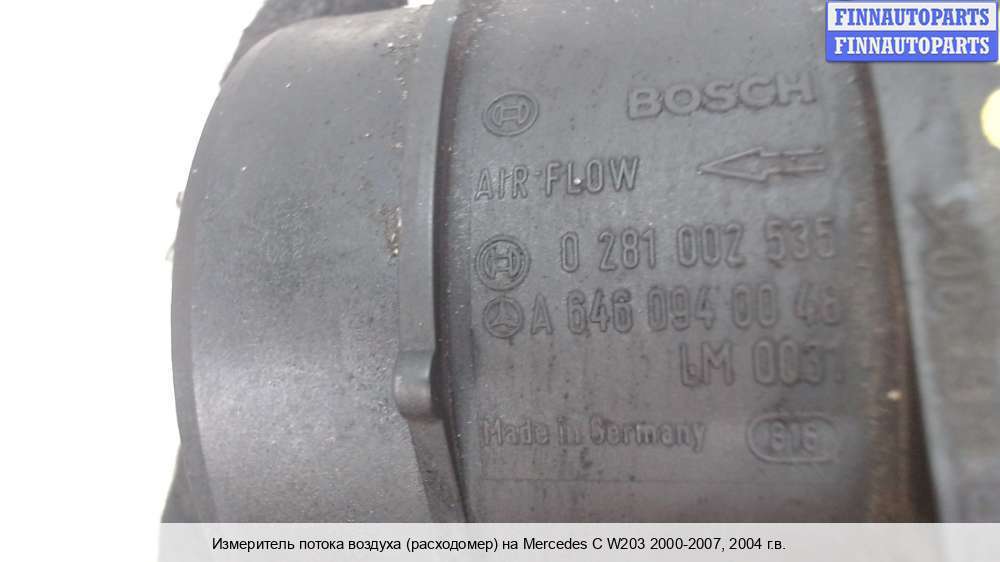 FINNAUTOPARTS
FINNAUTOPARTS
BOSCH
AIR FLOW
0 281 002 535
A 646 094 00 48
LM 0031
Made in Germany
Измеритель потока воздуха (расходомер) на Mercedes C W203 2000-2007, 2004 г.в.